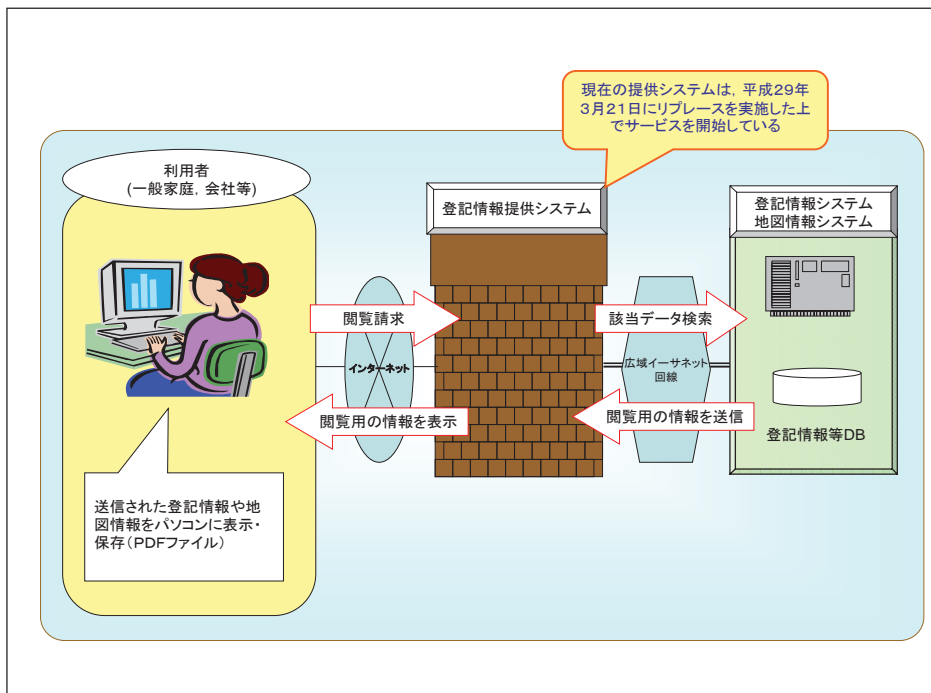 現在の提供システムは，平成２９年
３月２１日にリプレースを実施した上
でサービスを開始している
利用者
(一般家庭，会社等)
登記情報提供システム
登記情報システム
地図情報システム
閲覧請求
該当データ検索
インターネット
広域イーサネット
回線
閲覧用の情報を表示
閲覧用の情報を送信
登記情報等DB
送信された登記情報や地
図情報をパソコンに表示・
保存（PDFファイル）